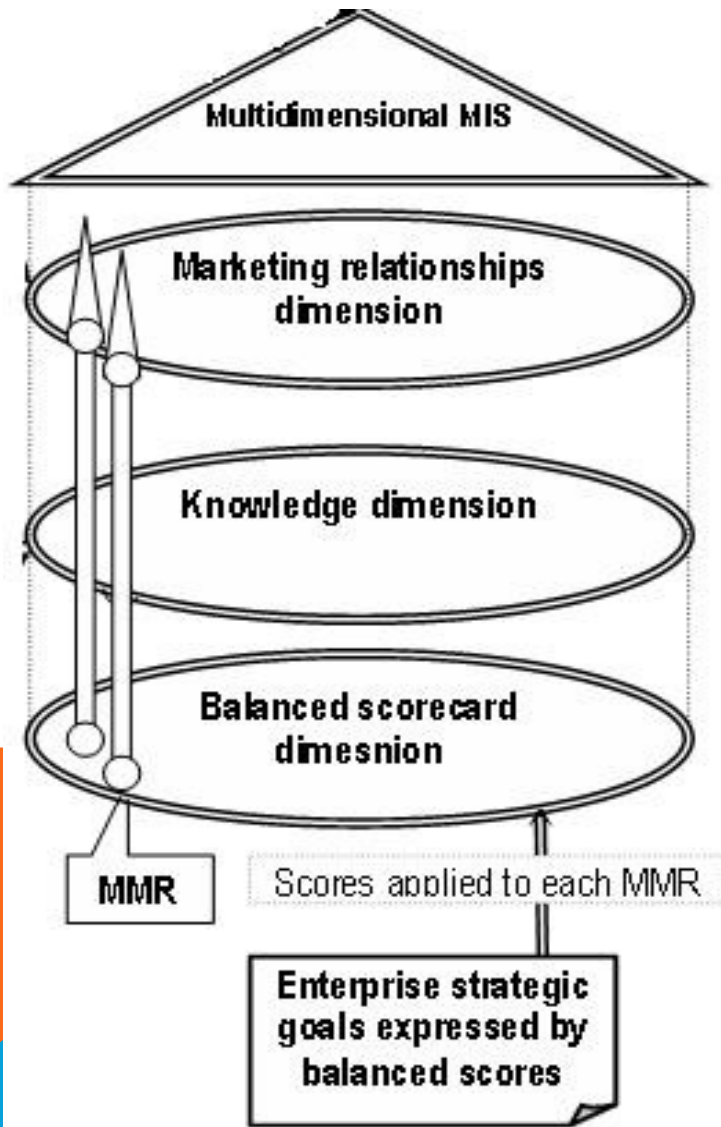 Multidimensional MIS
Marketing relationships
dimension
Knowledge dimension
Balanced scorecard
dimesnion
MMR
Scores applied to each MMR
Enterprise strategic
goals expressed by
balanced scores